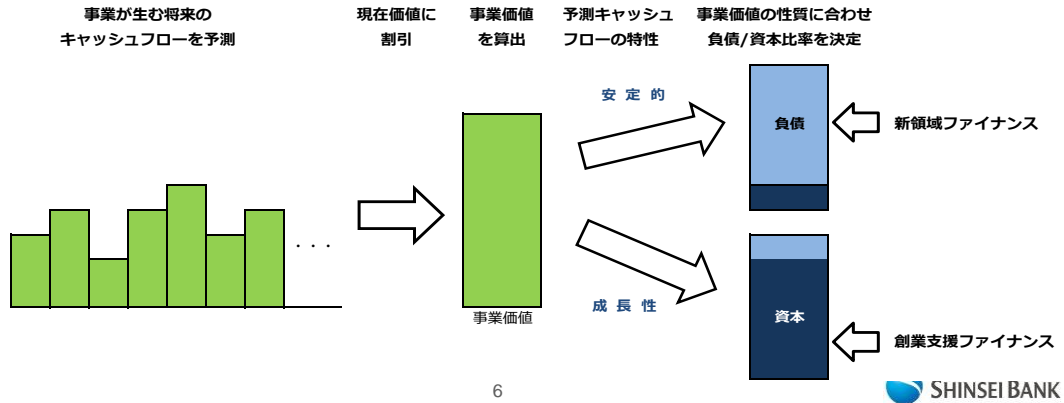 事業が生む将来の
キャッシュフローを予測
現在価値に
割引
事業価値
を算出
予測キャッシュ
フローの特性
事業価値の性質に合わせ
負債/資本比率を決定
安定的
負債
新領域ファイナンス
・・・
事業価値
成長性
資本
創業支援ファイナンス
6
SHINSEI BANK